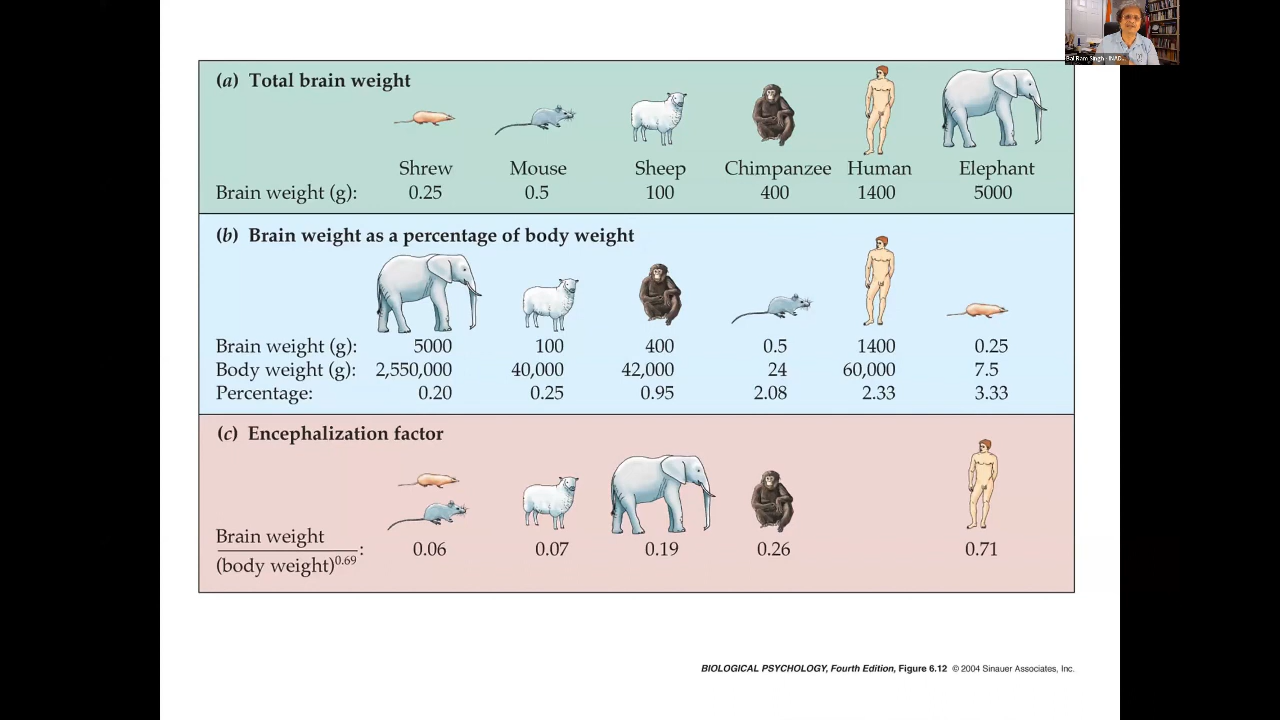 Bal Ram Singh - INAD...
(a) Total brain weight
Shrew Mouse Sheep Chimpanzee Human Elephant
Brain weight (g): 0.25 0.5 100 400 1400 5000
(b) Brain weight as a percentage of body weight
Brain weight (g): 5000 100 400 0.5 1400 0.25
Body weight (g): 2,550,000 40,000 42,000 24 60,000 7.5
Percentage: 0.20 0.25 0.95 2.08 2.33 3.33
(c) Encephalization factor
Brain weight
(body weight)^0.69 : 0.06 0.07 0.19 0.26 0.71
BIOLOGICAL PSYCHOLOGY, Fourth Edition, Figure 6.12 © 2004 Sinauer Associates, Inc.